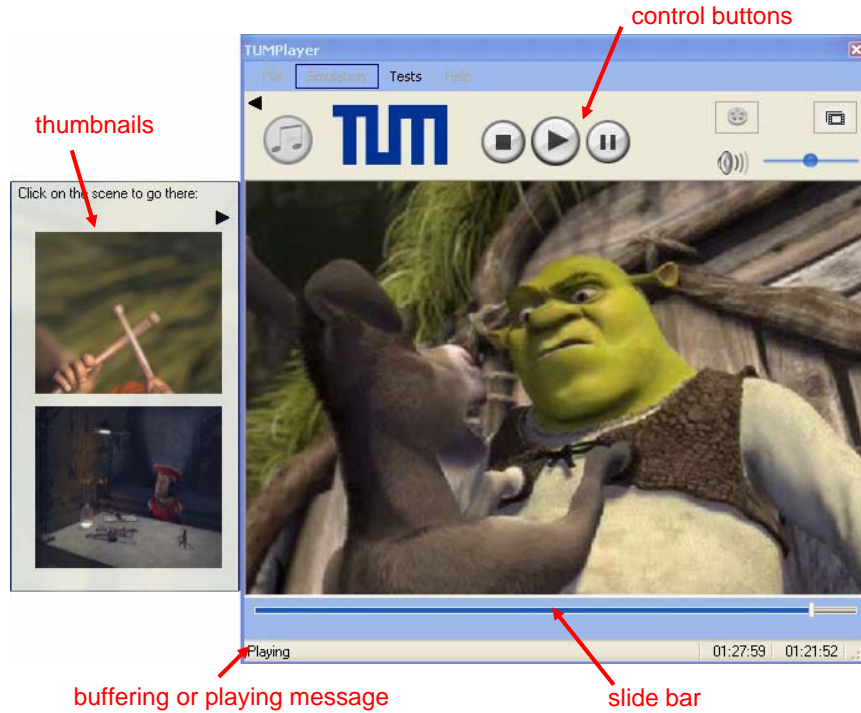 control buttons
TUMPlayer
File Simulation Tests Help
thumbnails
TUM
Click on the scene to go there:
Playing 01:27:59 01:21:52
buffering or playing message
slide bar